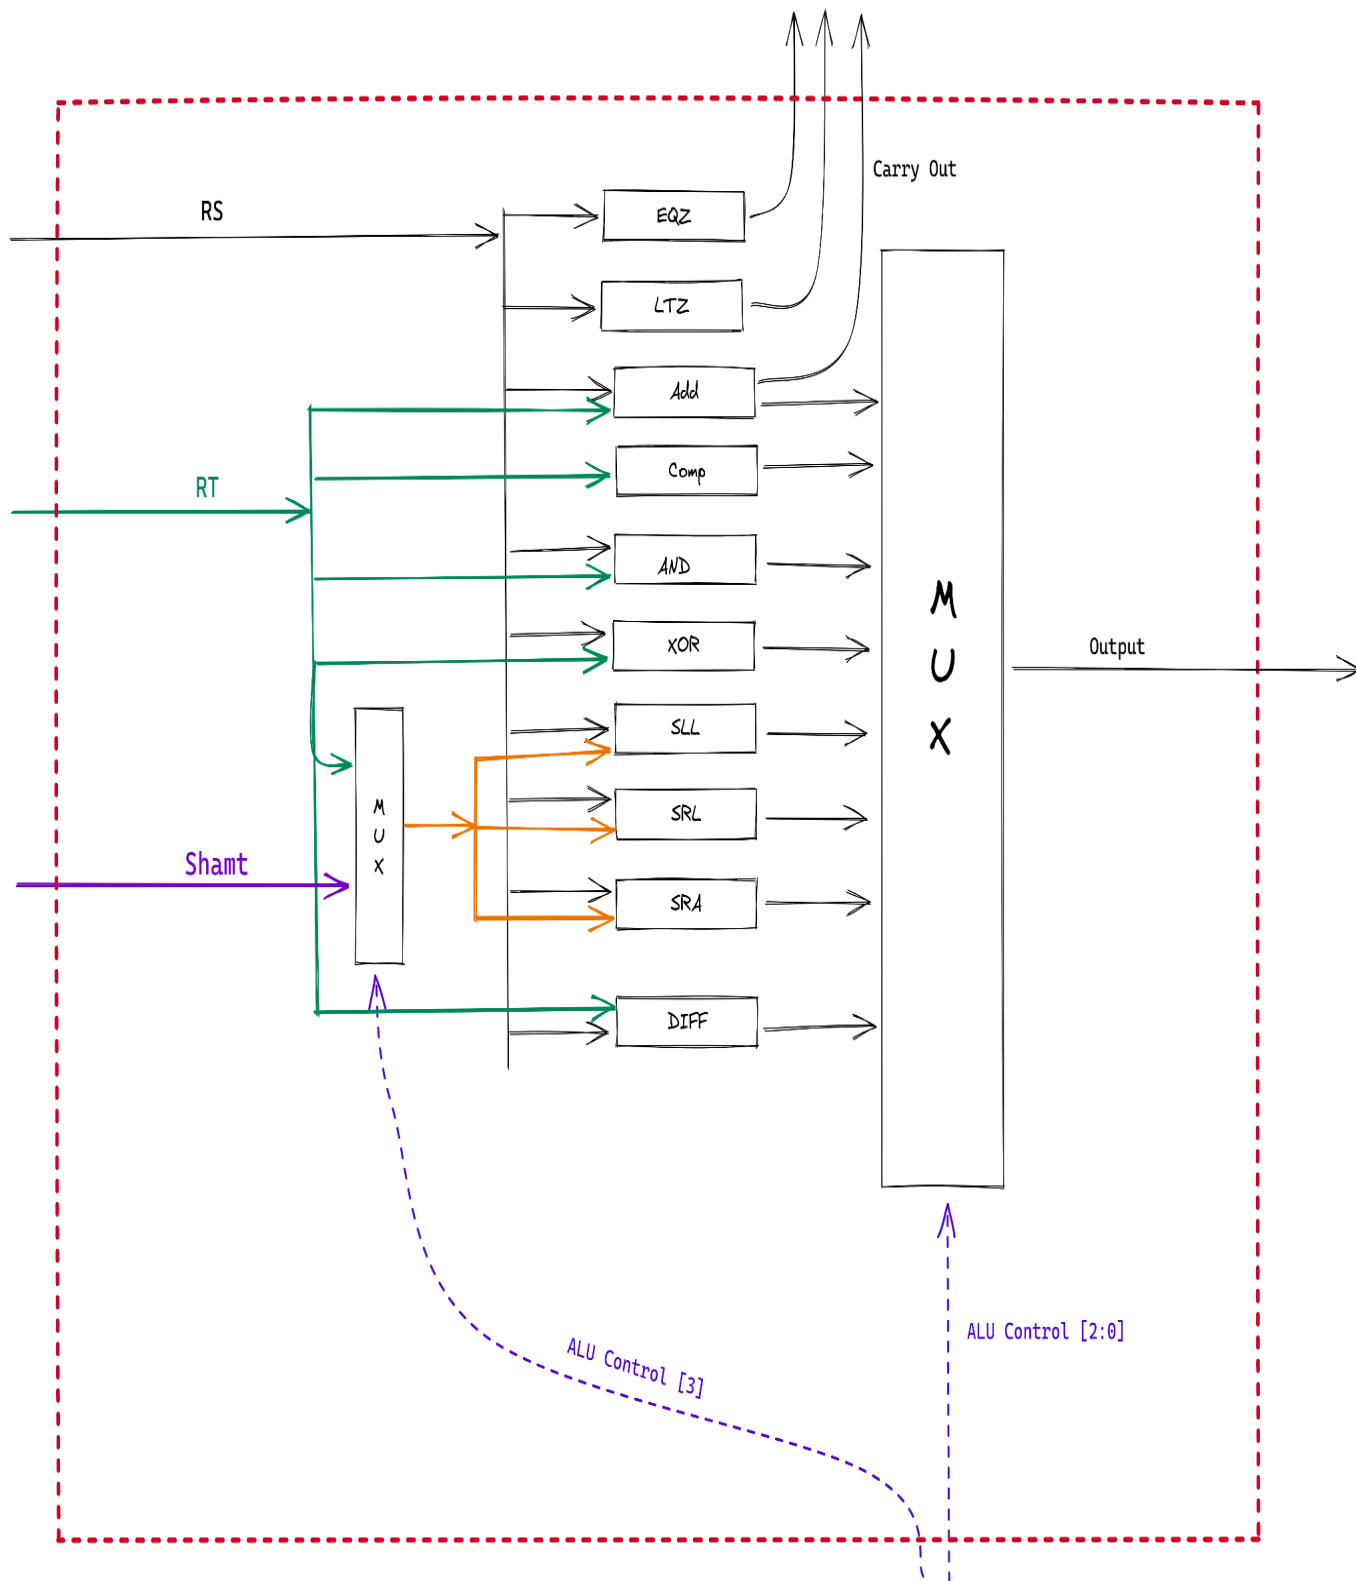 Carry Out
RS
EQZ
LTZ
Add
RT
Comp
AND
XOR
SLL
SRL
SRA
DIFF
M
U
X
Shamt
M
U
X
Output
ALU Control [3]
ALU Control [2:0]